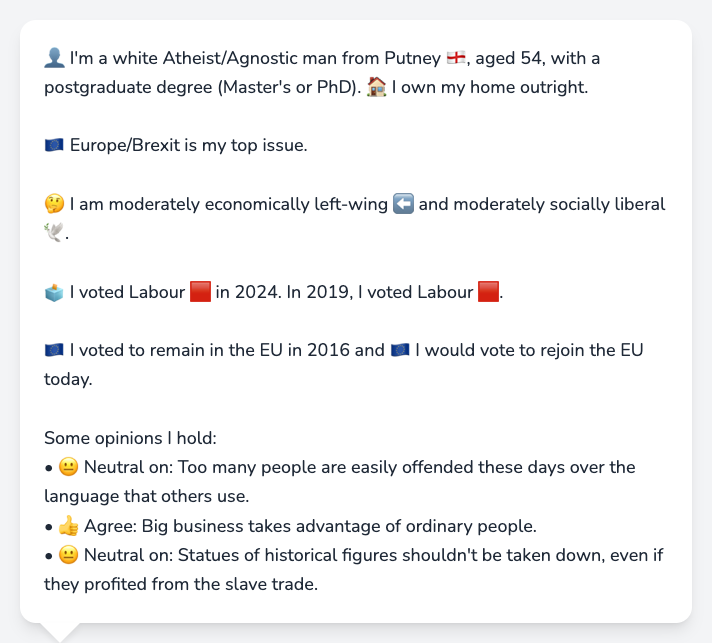 👤 I'm a white Atheist/Agnostic man from Putney 🏴󠁧󠁢󠁥󠁮󠁧󠁿, aged 54, with a
postgraduate degree (Master's or PhD). 🏠 I own my home outright.
🇪🇺 Europe/Brexit is my top issue.
🤔 I am moderately economically left-wing ⬅️ and moderately socially liberal
🕊️.
🗳️ I voted Labour 🟥 in 2024. In 2019, I voted Labour 🟥.
🇪🇺 I voted to remain in the EU in 2016 and 🇪🇺 I would vote to rejoin the EU
today.
Some opinions I hold:
• 😐 Neutral on: Too many people are easily offended these days over the
language that others use.
• 👍 Agree: Big business takes advantage of ordinary people.
• 😐 Neutral on: Statues of historical figures shouldn't be taken down, even if
they profited from the slave trade.